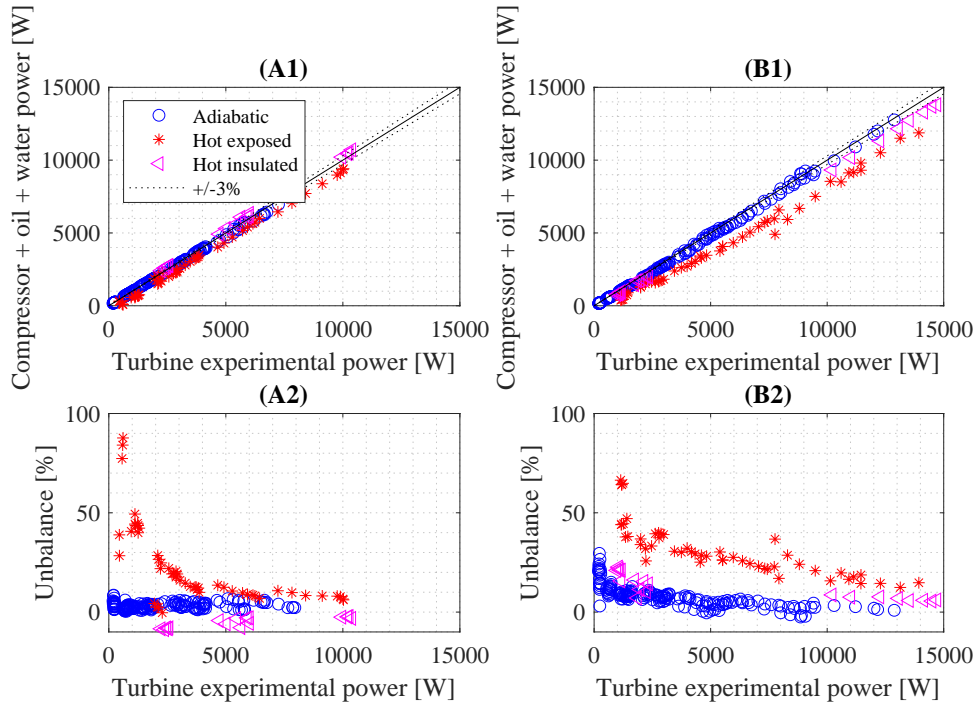 (A1)
Compressor + oil + water power [W]
15000
10000
5000
0
Adiabatic
Hot exposed
Hot insulated
+/-3%
0 5000 10000 15000
Turbine experimental power [W]
(B1)
Compressor + oil + water power [W]
15000
10000
5000
0
0 5000 10000 15000
Turbine experimental power [W]
(A2)
Unbalance [%]
100
50
0
0 5000 10000 15000
Turbine experimental power [W]
(B2)
Unbalance [%]
100
50
0
0 5000 10000 15000
Turbine experimental power [W]